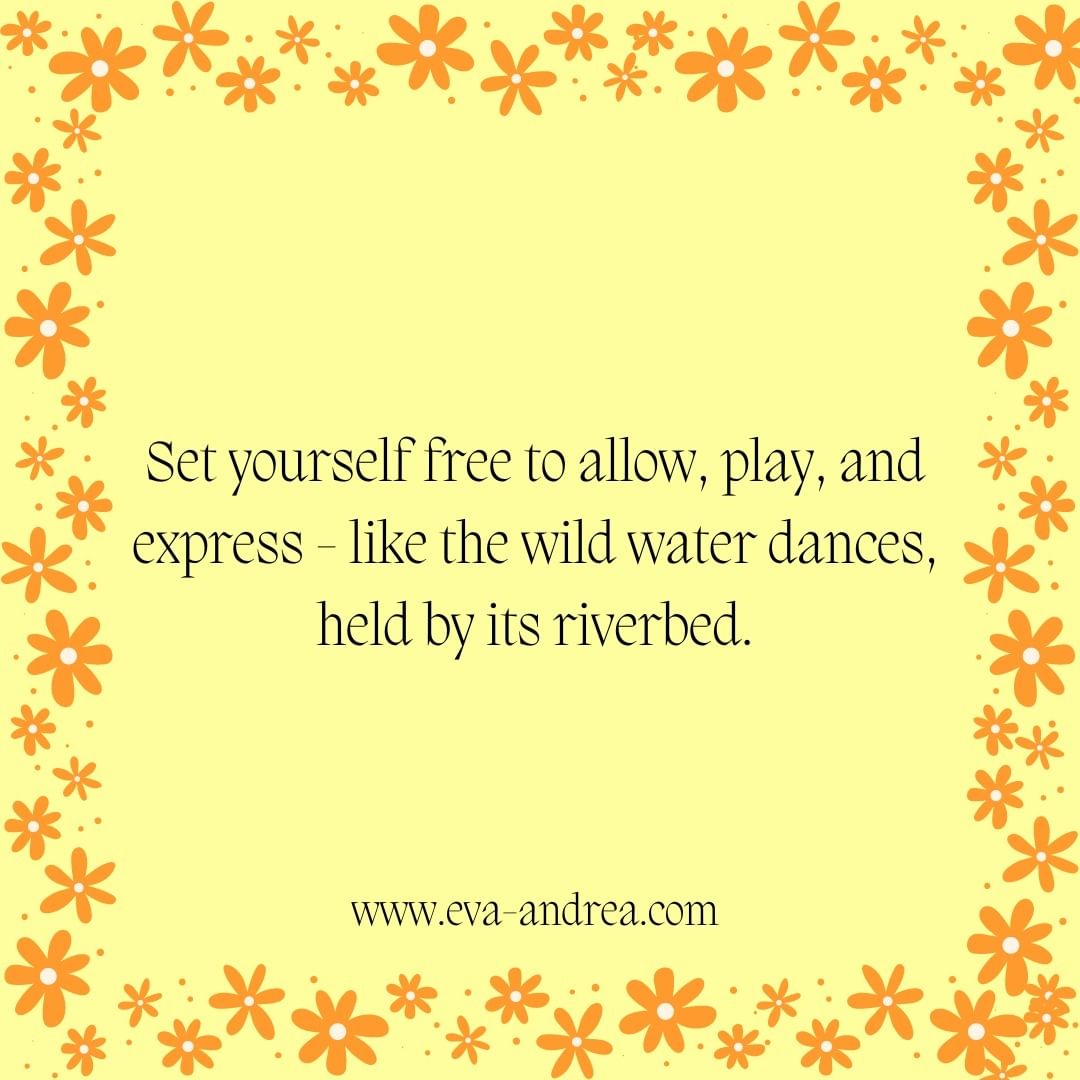 Set yourself free to allow, play, and
express - like the wild water dances,
held by its riverbed.
www.eva-andrea.com